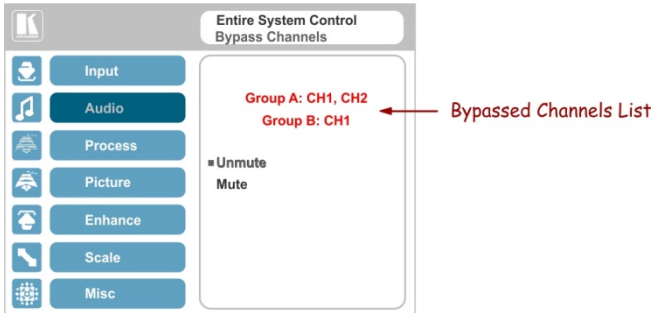 Entire System Control
Bypass Channels
Input
Audio
Process
Picture
Enhance
Scale
Misc
Group A: CH1, CH2
Group B: CH1
Unmute
Mute
Bypassed Channels List